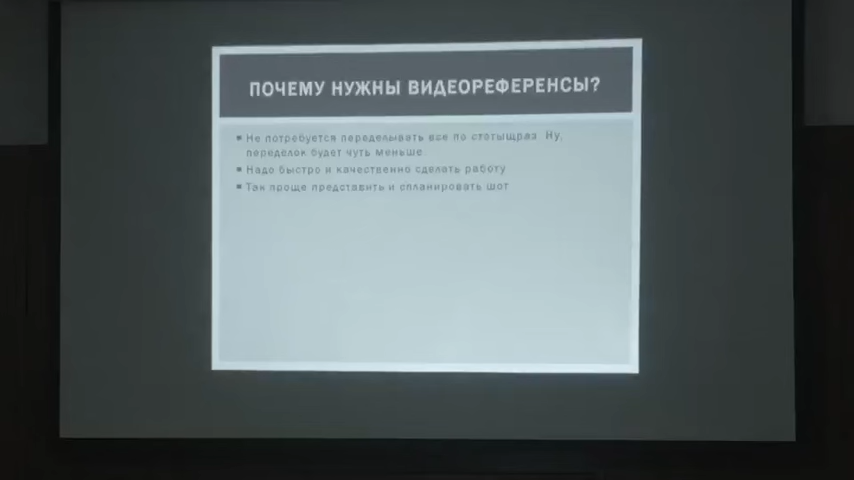 ПОЧЕМУ НУЖНЫ ВИДЕОРЕФЕРЕНСЫ?
▪ Не потребуется переделывать все по стотыщраз. Ну,
переделок будет чуть меньше.
▪ Надо быстро и качественно сделать работу
▪ Так проще представить и спланировать шот